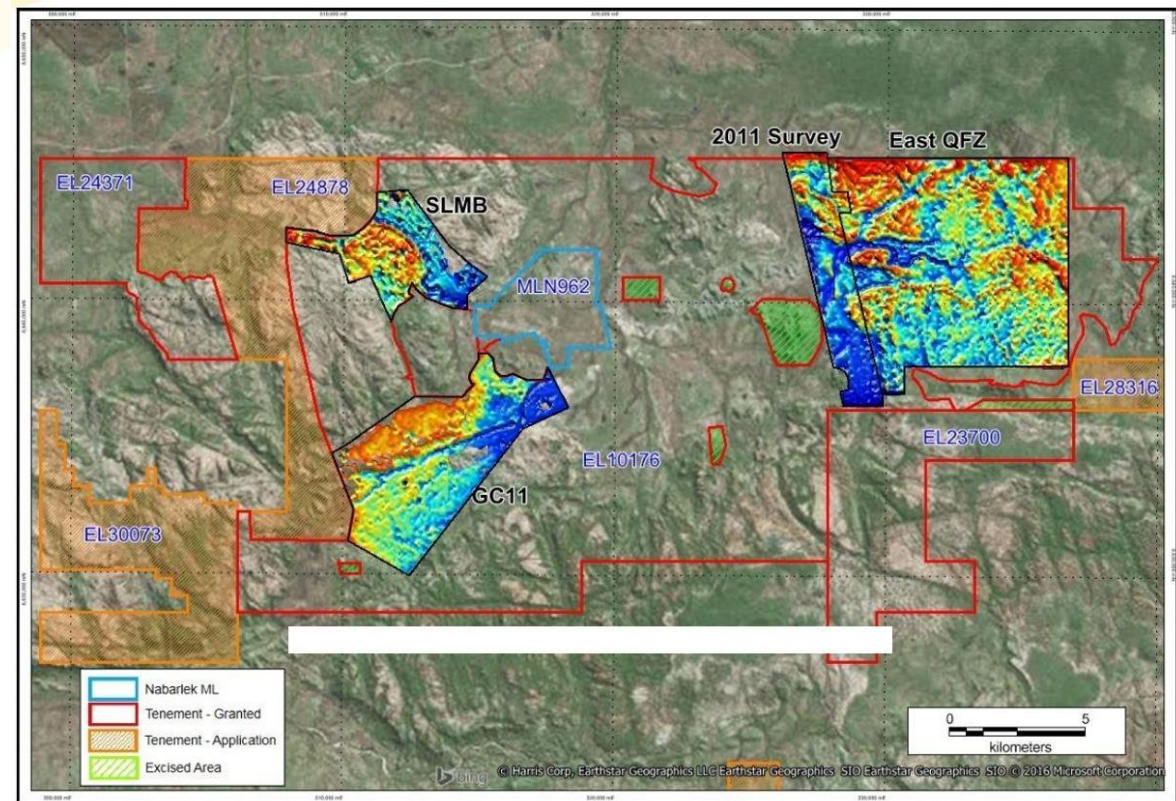 2011 Survey
East QFZ
EL24371
EL24878
SLMB
MLN962
EL28316
EL23700
EL10176
GC11
EL30073
Nabarlek ML
Tenement - Granted
Tenement - Application
Excised Area
0 5
kilometers
bing
© Harris Corp, Earthstar Geographics LLC Earthstar Geographics SIO Earthstar Geographics SIO © 2016 Microsoft Corporation